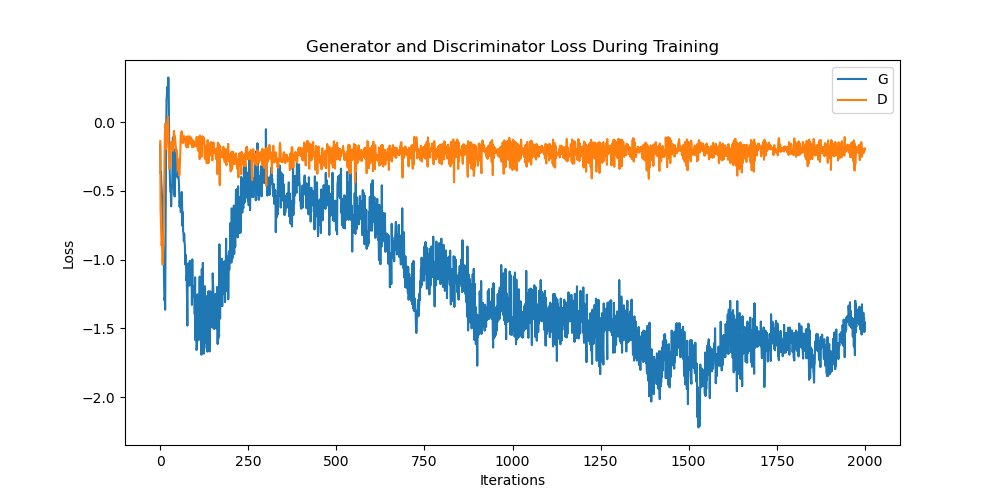 Generator and Discriminator Loss During Training
G
D
0.0
−0.5
−1.0
−1.5
−2.0
Loss
0
250
500
750
1000
1250
1500
1750
2000
Iterations